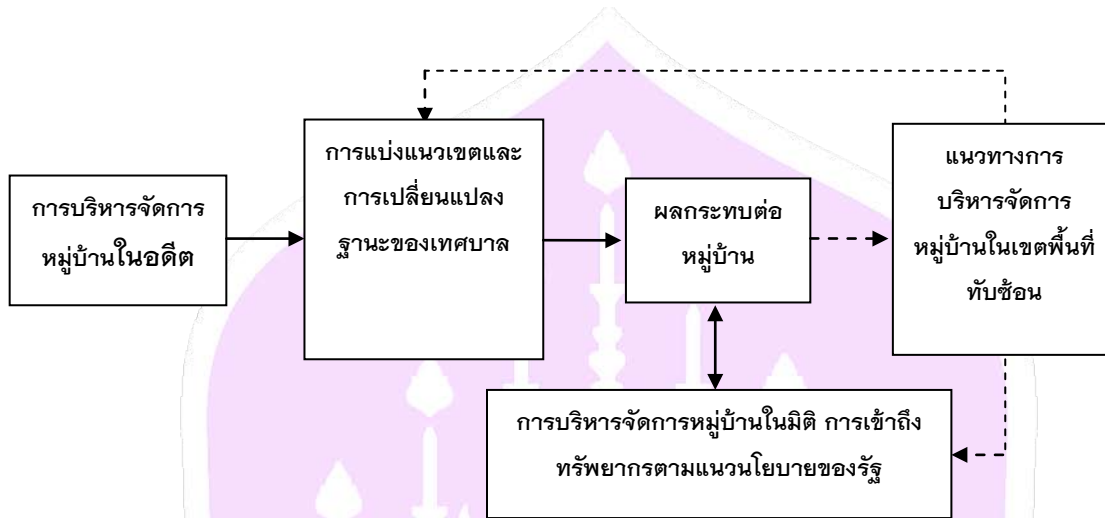 การบริหารจัดการ
หมู่บ้านในอดีต
การแบ่งแนวเขตและ
การเปลี่ยนแปลง
ฐานะของเทศบาล
ผลกระทบต่อ
หมู่บ้าน
แนวทางการ
บริหารจัดการ
หมู่บ้านในเขตพื้นที่
ทับซ้อน
การบริหารจัดการหมู่บ้านในมิติ การเข้าถึง
ทรัพยากรตามแนวนโยบายของรัฐ